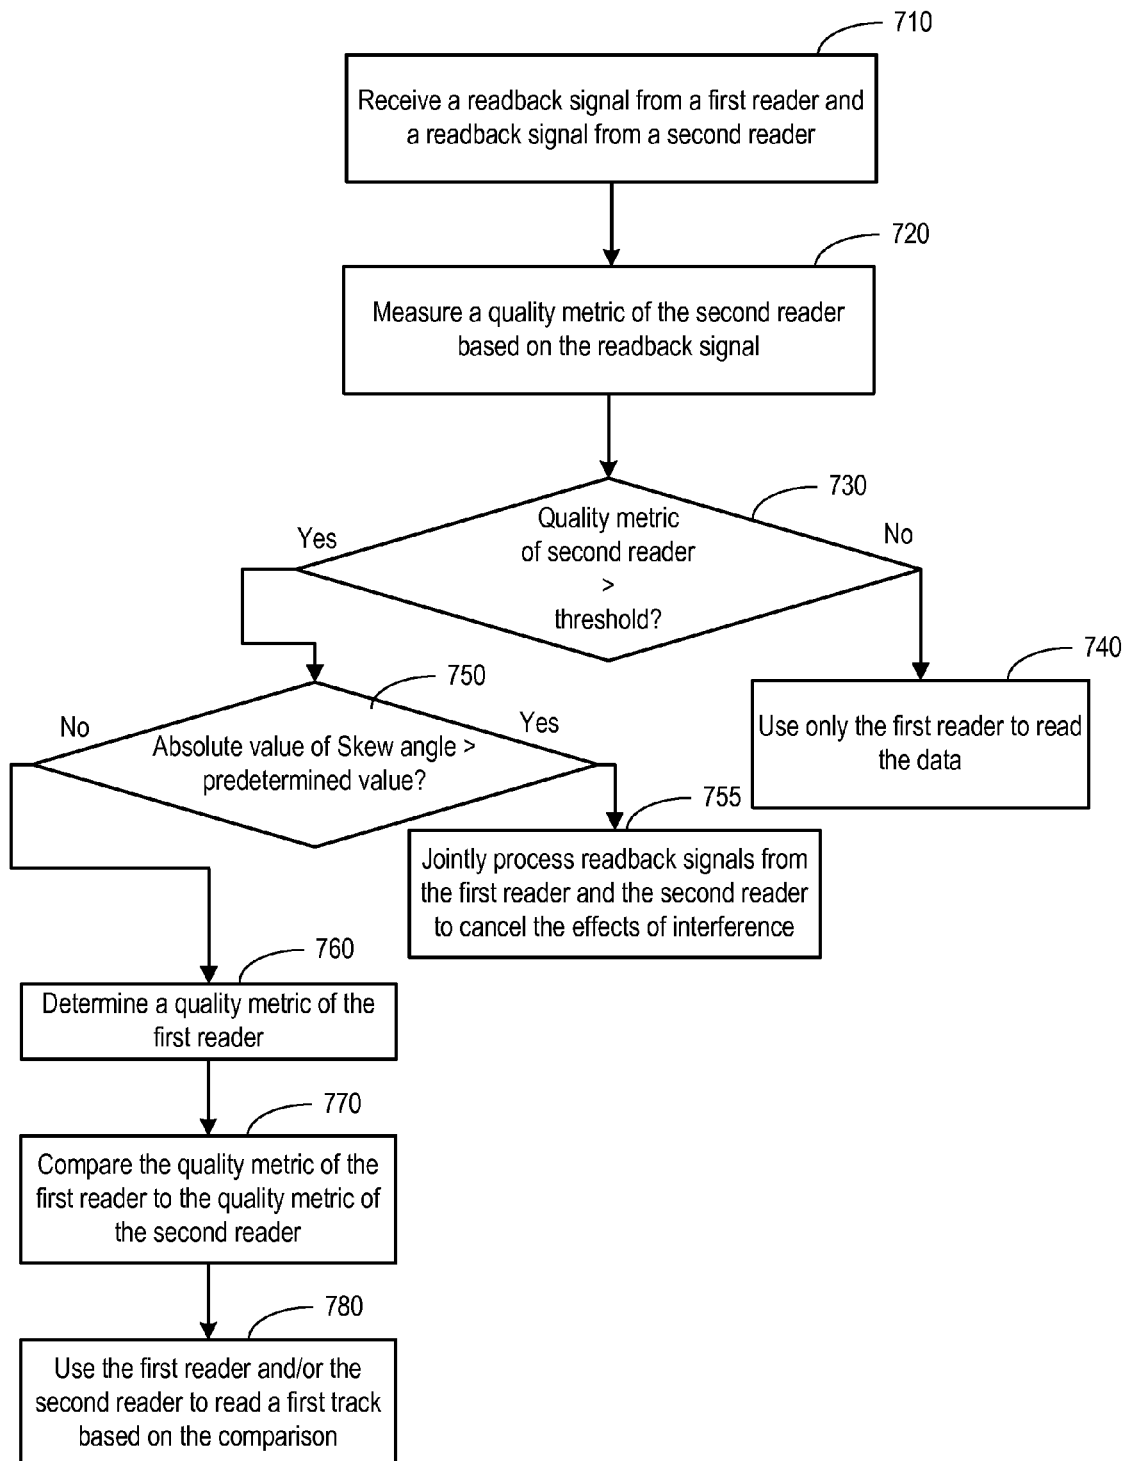 710
Receive a readback signal from a first reader and
a readback signal from a second reader
720
Measure a quality metric of the second reader
based on the readback signal
730
Yes
Quality metric
of second reader
>
threshold?
No
740
Use only the first reader to read
the data
750
No
Absolute value of Skew angle >
predetermined value?
Yes
755
Jointly process readback signals from
the first reader and the second reader
to cancel the effects of interference
760
Determine a quality metric of the
first reader
770
Compare the quality metric of the
first reader to the quality metric of
the second reader
780
Use the first reader and/or the
second reader to read a first track
based on the comparison